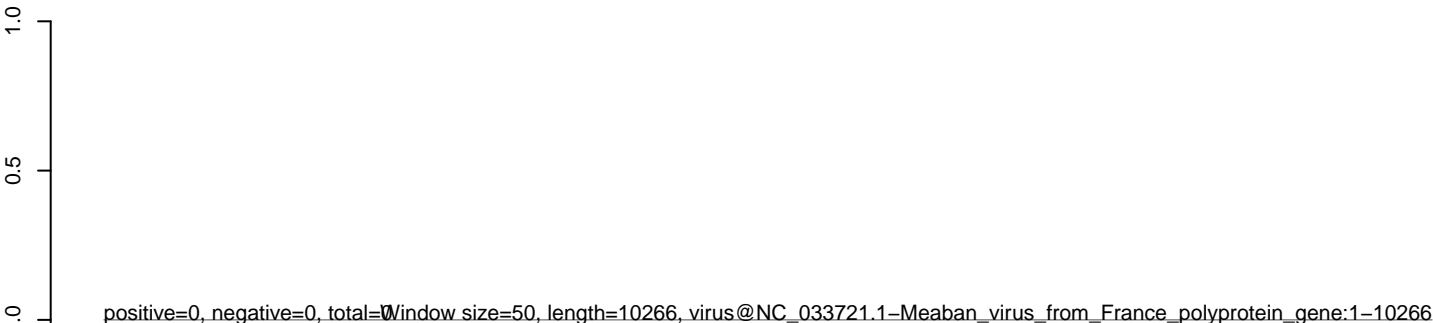 1.0
0.5
.0
positive=0, negative=0, total=0
Window size=50, length=10266, virus@NC_033721.1−Meaban_virus_from_France_polyprotein_gene:1−10266